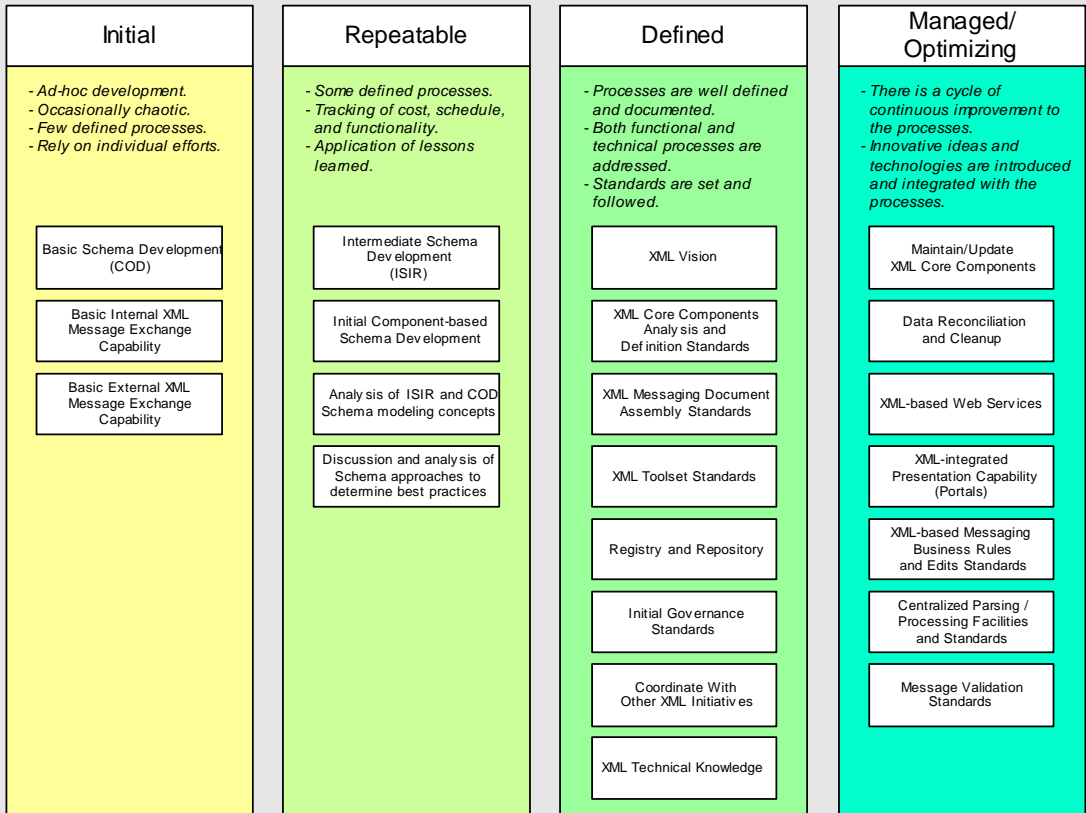 Initial
- Ad-hoc development.
- Occasionally chaotic.
- Few defined processes.
- Rely on individual efforts.
Basic Schema Development
(COD)
Basic Internal XML
Message Exchange
Capability
Basic External XML
Message Exchange
Capability
Repeatable
- Some defined processes.
- Tracking of cost, schedule,
and functionality.
- Application of lessons
learned.
Intermediate Schema
Development
(ISIR)
Initial Component-based
Schema Development
Analysis of ISIR and COD
Schema modeling concepts
Discussion and analysis of
Schema approaches to
determine best practices
Defined
- Processes are well defined
and documented.
- Both functional and
technical processes are
addressed.
- Standards are set and
followed.
XML Vision
XML Core Components
Analysis and
Definition Standards
XML Messaging Document
Assembly Standards
XML Toolset Standards
Registry and Repository
Initial Governance
Standards
Coordinate With
Other XML Initiatives
XML Technical Knowledge
Managed/
Optimizing
- There is a cycle of
continuous improvement to
the processes.
- Innovative ideas and
technologies are introduced
and integrated with the
processes.
Maintain/Update
XML Core Components
Data Reconciliation
and Cleanup
XML-based Web Services
XML-integrated
Presentation Capability
(Portals)
XML-based Messaging
Business Rules
and Edits Standards
Centralized Parsing /
Processing Facilities
and Standards
Message Validation
Standards